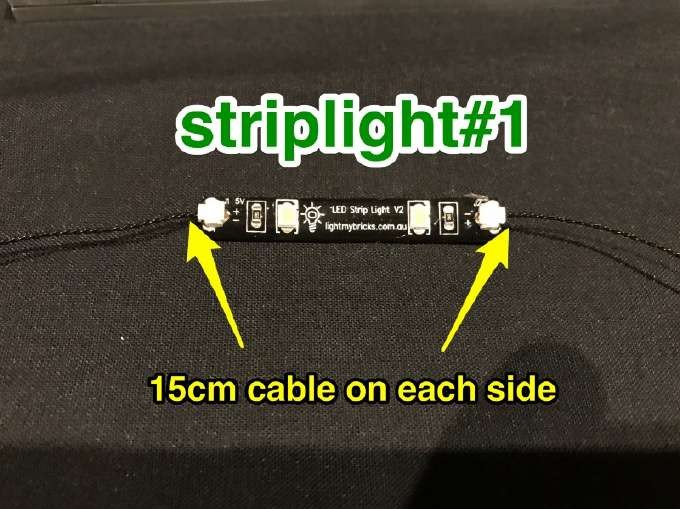 striplight#1
5V
+
-
LED Strip Light V2
lightmybricks.com.au
-
+
15cm cable on each side